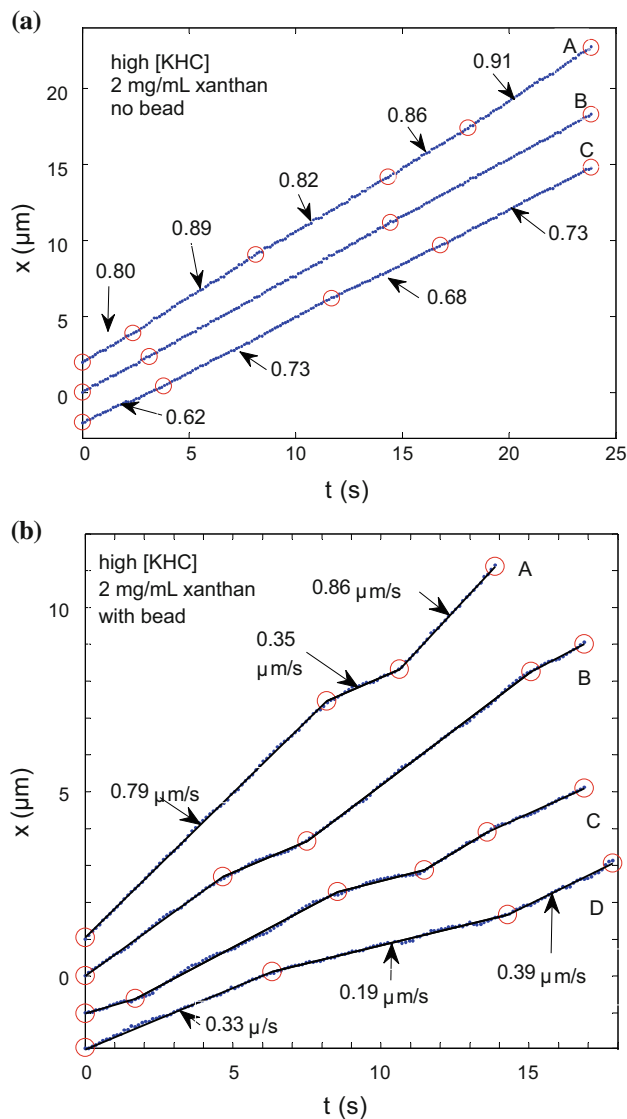 (a)
high [KHC]
2 mg/mL xanthan
no bead
A
B
C
0.91
0.86
0.82
0.89
0.80
0.73
0.68
0.73
0.62
20
15
10
5
0
x (µm)
0 5 10 15 20 25
t (s)
(b)
high [KHC]
2 mg/mL xanthan
with bead
A
B
C
D
0.86 µm/s
0.35
µm/s
0.79 µm/s
0.39 µm/s
0.19 µm/s
0.33 µ/s
10
5
0
x (µm)
0 5 10 15
t (s)